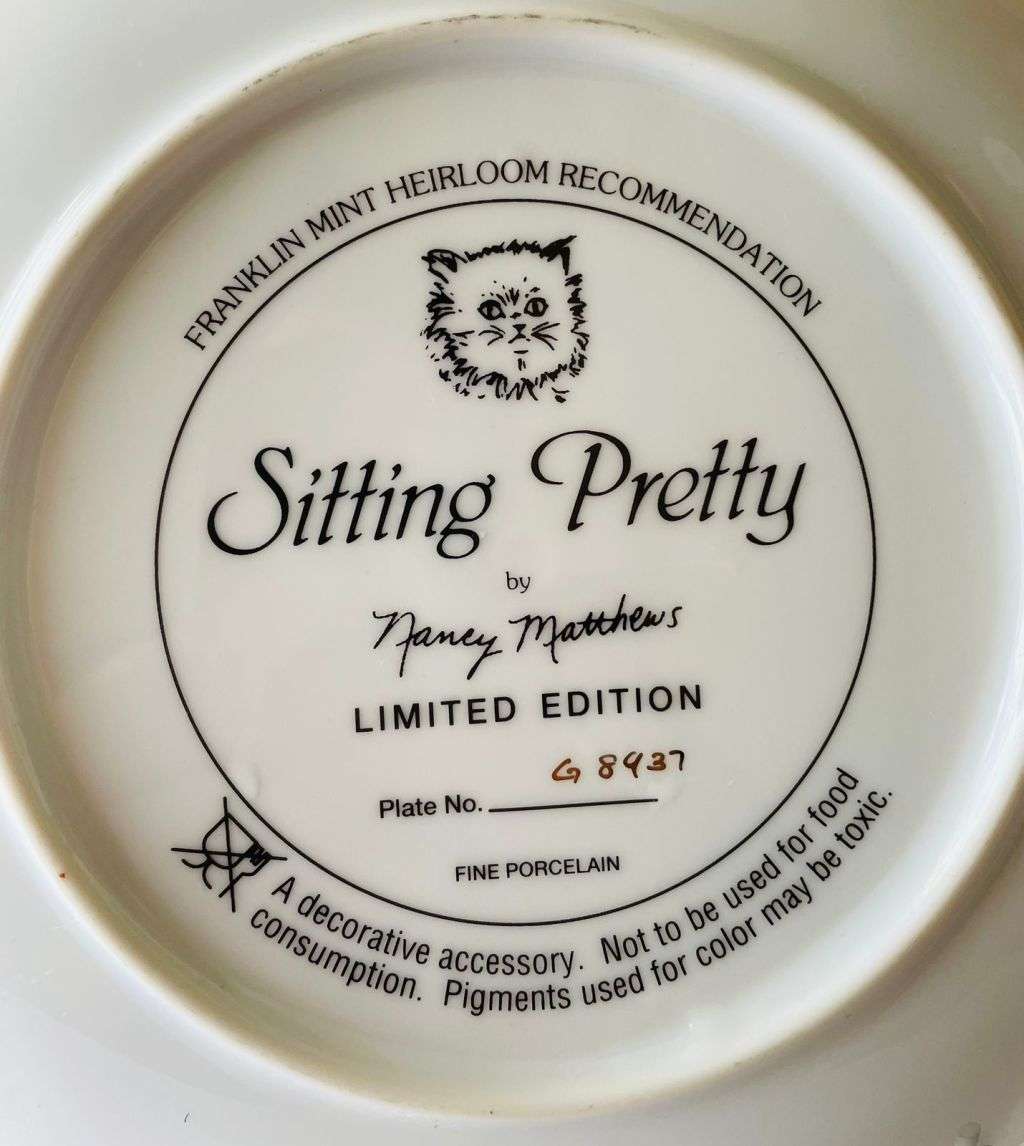 FRANKLIN MINT HEIRLOOM RECOMMENDATION
Sitting Pretty
by
Nancy Matthews
LIMITED EDITION
G 8937
Plate No.
FINE PORCELAIN
A decorative accessory. Not to be used for food
consumption. Pigments used for color may be toxic.